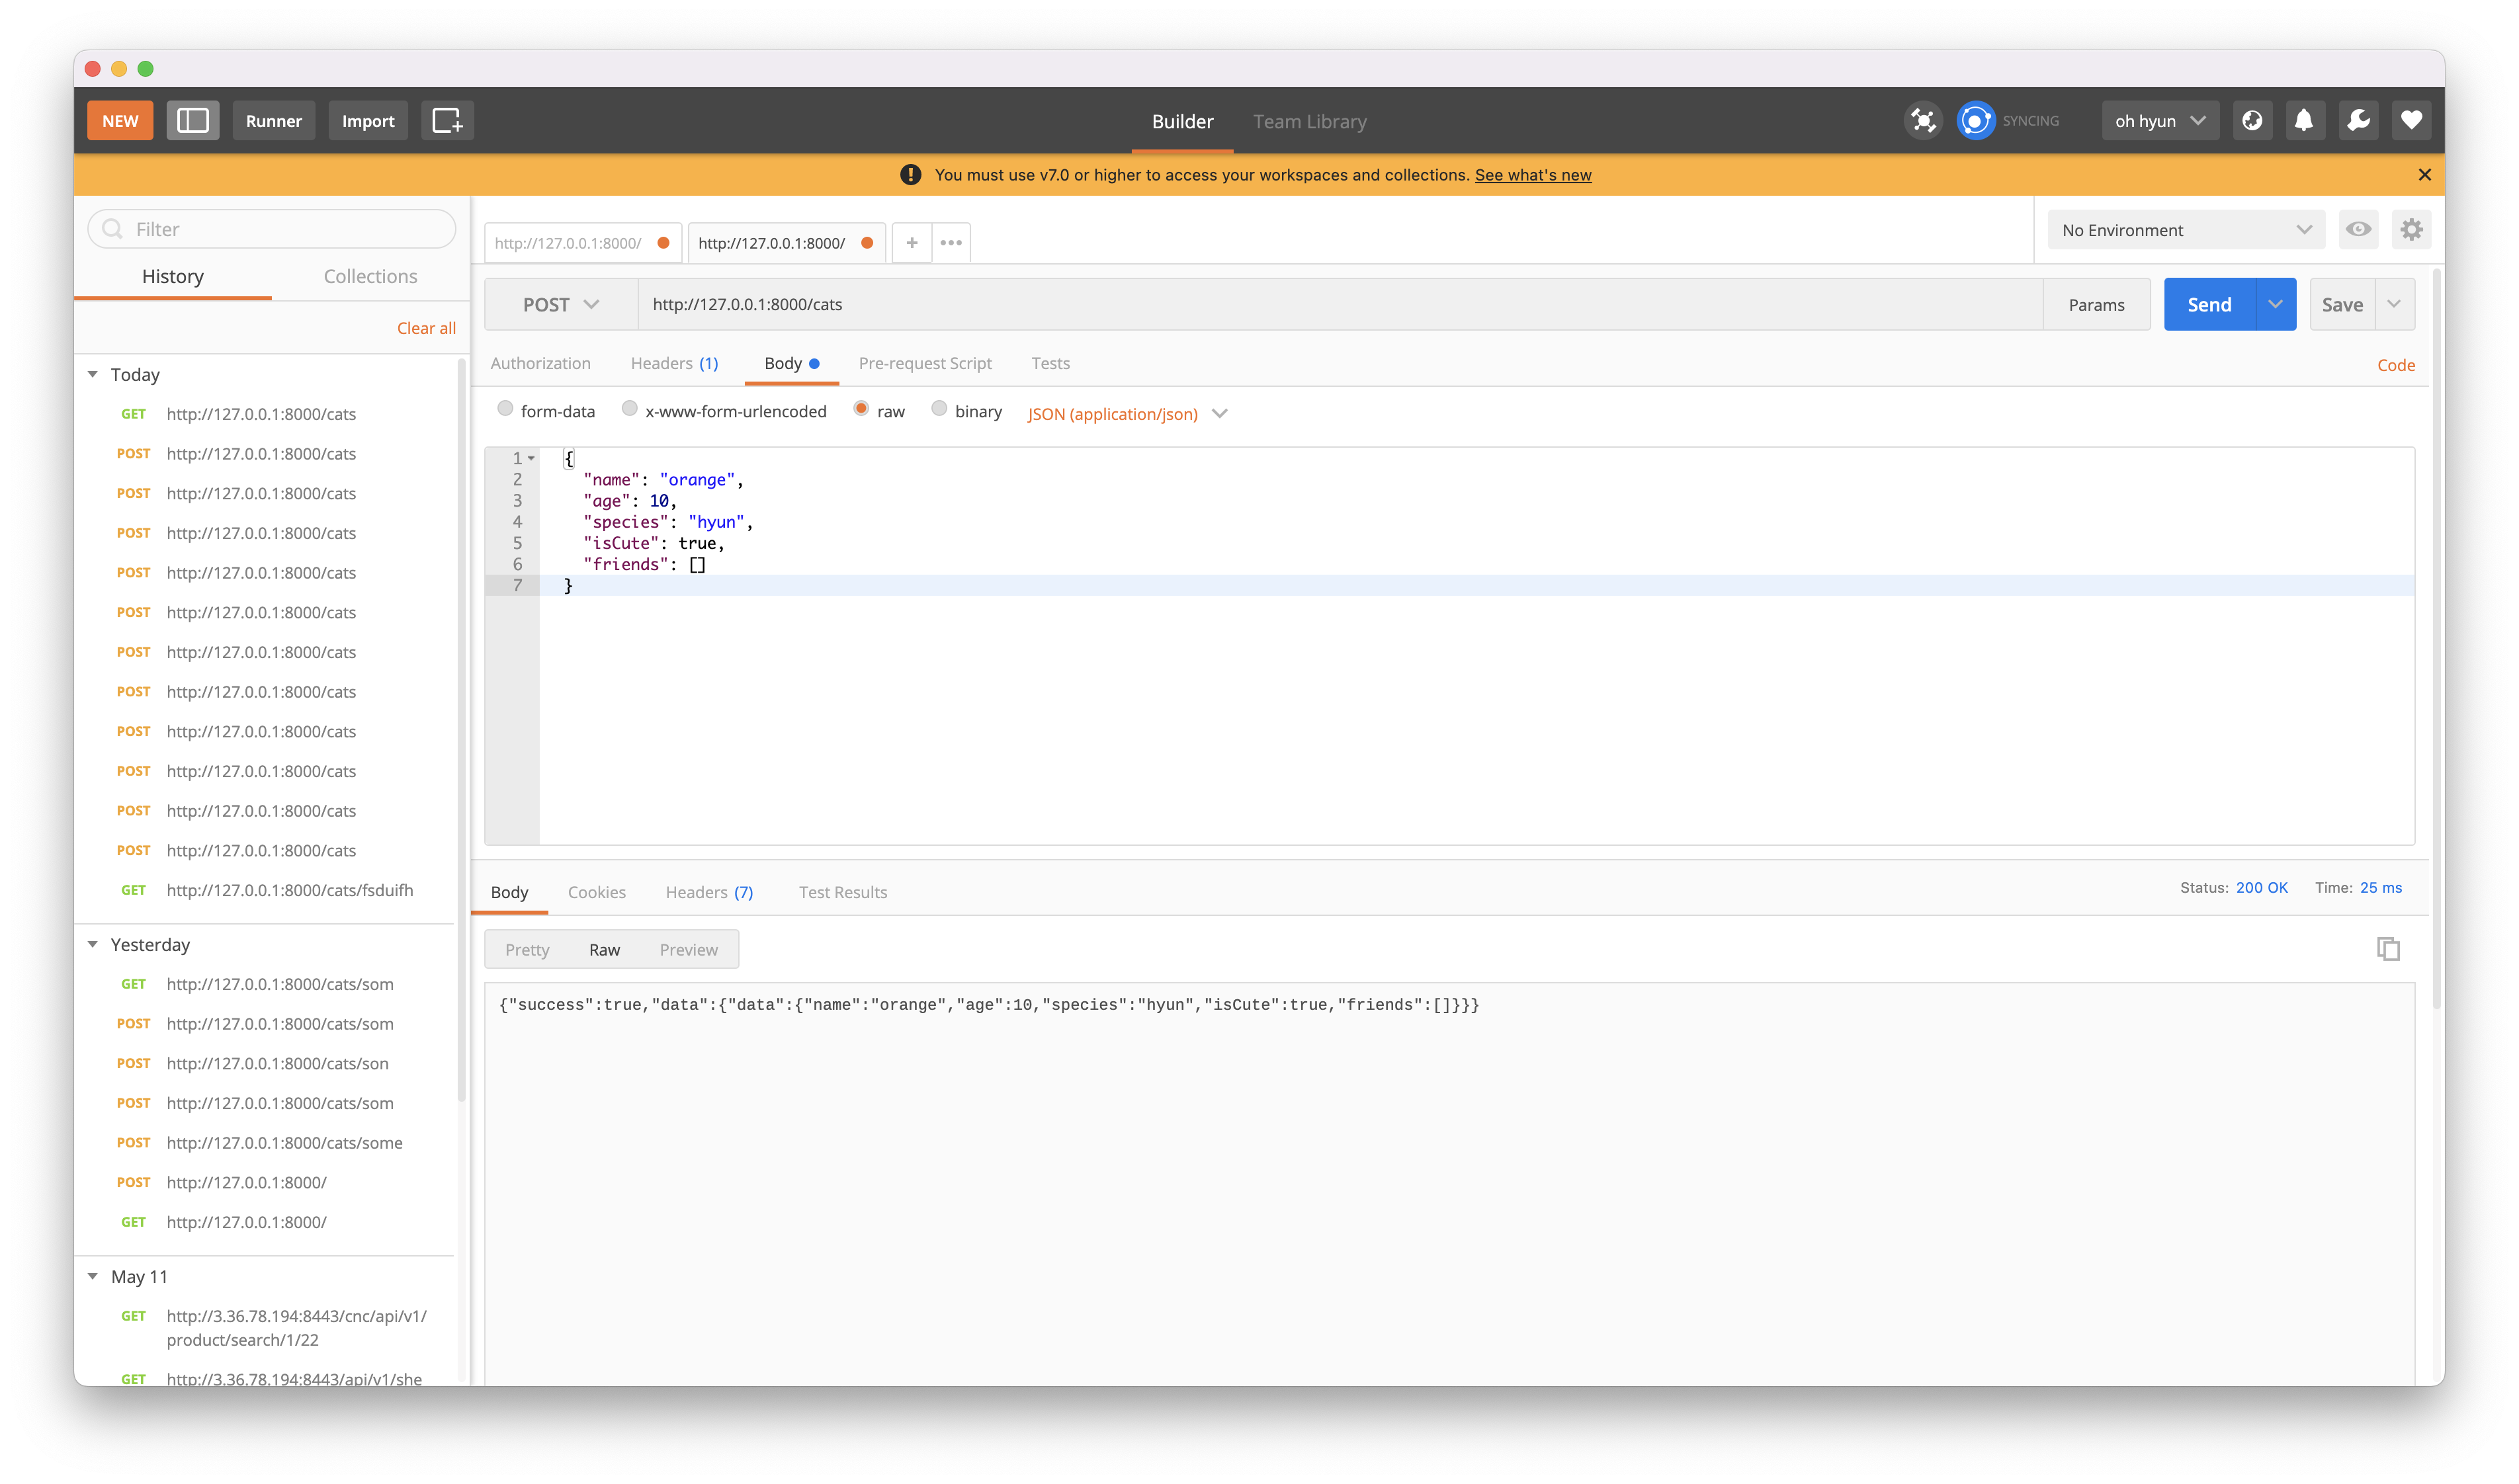 NEW
Runner
Import
Builder
Team Library
SYNCING
oh hyun
You must use v7.0 or higher to access your workspaces and collections. See what's new
Filter
History
Collections
Clear all
Today
GET http://127.0.0.1:8000/cats
POST http://127.0.0.1:8000/cats
POST http://127.0.0.1:8000/cats
POST http://127.0.0.1:8000/cats
POST http://127.0.0.1:8000/cats
POST http://127.0.0.1:8000/cats
POST http://127.0.0.1:8000/cats
POST http://127.0.0.1:8000/cats
POST http://127.0.0.1:8000/cats
POST http://127.0.0.1:8000/cats
POST http://127.0.0.1:8000/cats
POST http://127.0.0.1:8000/cats
GET http://127.0.0.1:8000/cats/fsduifh
Yesterday
GET http://127.0.0.1:8000/cats/som
POST http://127.0.0.1:8000/cats/som
POST http://127.0.0.1:8000/cats/son
POST http://127.0.0.1:8000/cats/som
POST http://127.0.0.1:8000/cats/some
POST http://127.0.0.1:8000/
GET http://127.0.0.1:8000/
May 11
GET http://3.36.78.194:8443/cnc/api/v1/
product/search/1/22
GET http://3.36.78.194:8443/api/v1/she
http://127.0.0.1:8000/
http://127.0.0.1:8000/
+
No Environment
POST
http://127.0.0.1:8000/cats
Params
Send
Save
Authorization
Headers (1)
Body
Pre-request Script
Tests
Code
form-data
x-www-form-urlencoded
raw
binary
JSON (application/json)
1 {
2 "name": "orange",
3 "age": 10,
4 "species": "hyun",
5 "isCute": true,
6 "friends": []
7 }
Body
Cookies
Headers (7)
Test Results
Status: 200 OK
Time: 25 ms
Pretty
Raw
Preview
{"success":true,"data":{"data":{"name":"orange","age":10,"species":"hyun","isCute":true,"friends":[]}}}